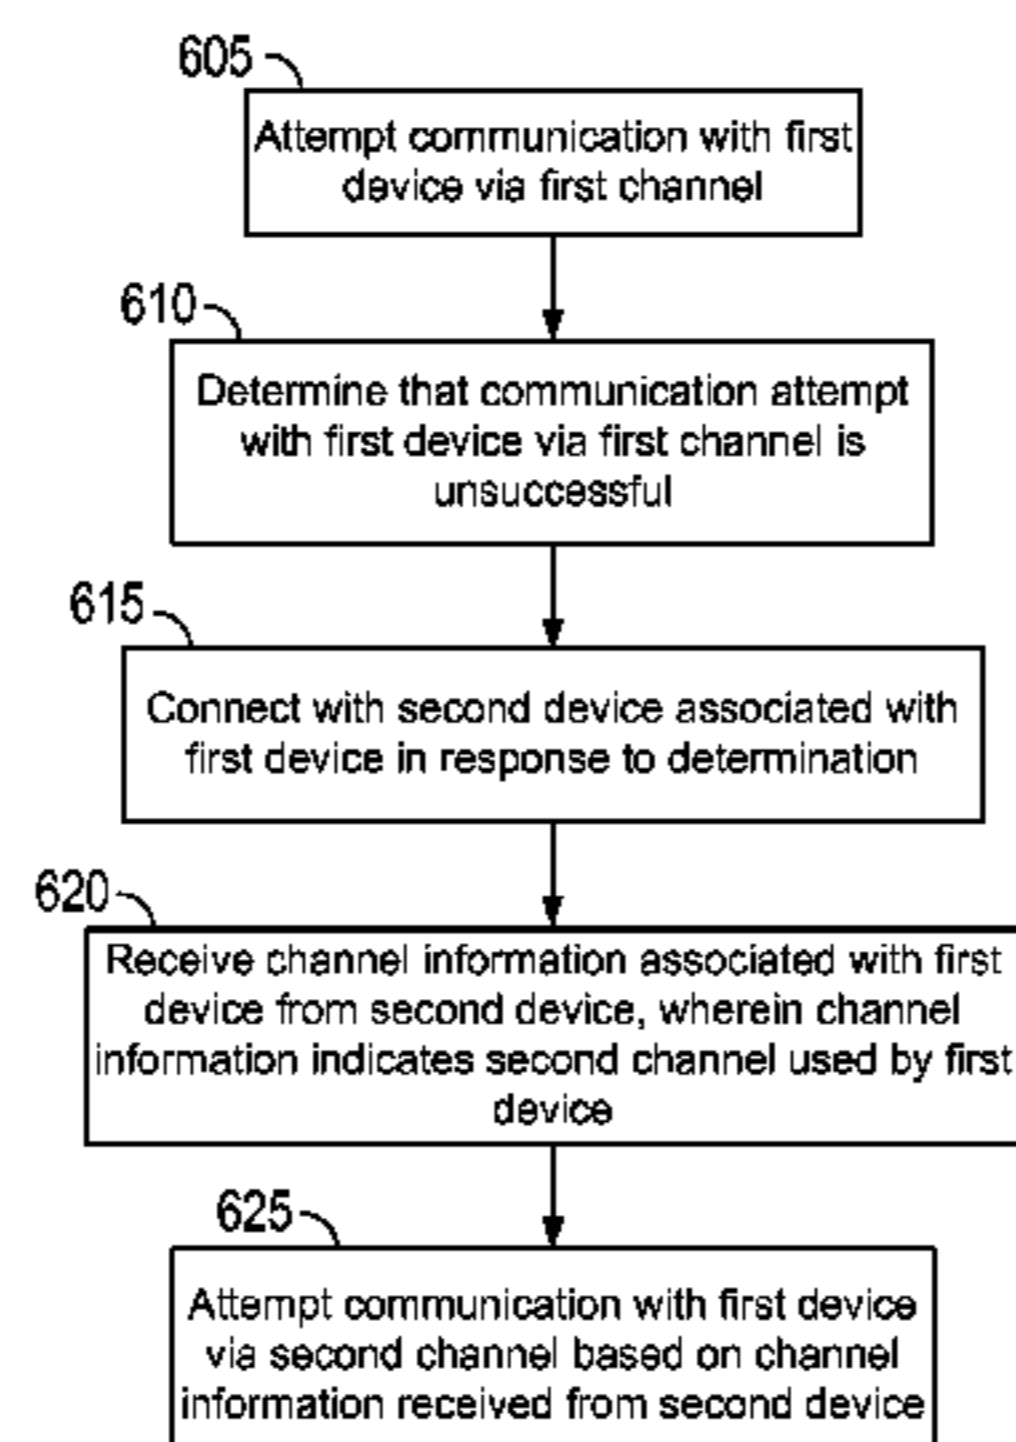 605
Attempt communication with first
device via first channel
610
Determine that communication attempt
with first device via first channel is
unsuccessful
615
Connect with second device associated with
first device in response to determination
620
Receive channel information associated with first
device from second device, wherein channel
information indicates second channel used by first
device
625
Attempt communication with first device
via second channel based on channel
information received from second device